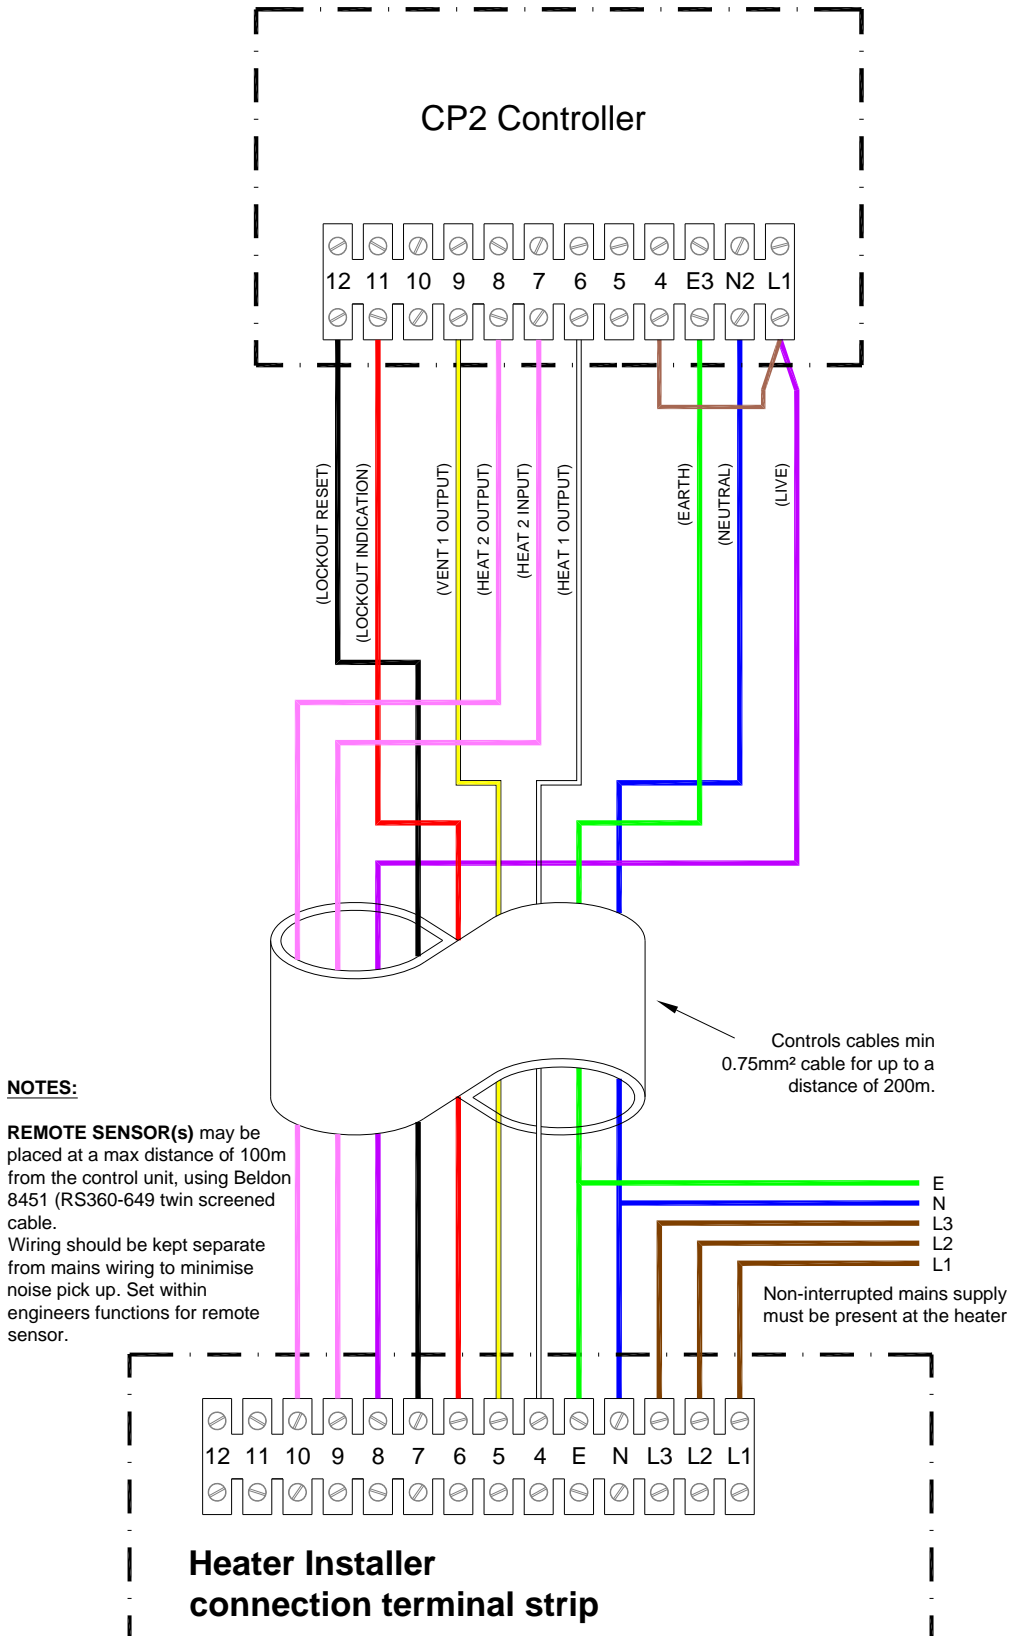 CP2 Controller
12 11 10 9 8 7 6 5 4 E3 N2 L1
(LOCKOUT RESET)
(LOCKOUT INDICATION)
(VENT 1 OUTPUT)
(HEAT 2 OUTPUT)
(HEAT 2 INPUT)
(HEAT 1 OUTPUT)
(EARTH)
(NEUTRAL)
(LIVE)
Controls cables min
0.75mm² cable for up to a
distance of 200m.
NOTES:
REMOTE SENSOR(s) may be
placed at a max distance of 100m
from the control unit, using Beldon
8451 (RS360-649 twin screened
cable.
Wiring should be kept separate
from mains wiring to minimise
noise pick up. Set within
engineers functions for remote
sensor.
E
N
L3
L2
L1
Non-interrupted mains supply
must be present at the heater
12 11 10 9 8 7 6 5 4 E N L3 L2 L1
Heater Installer
connection terminal strip